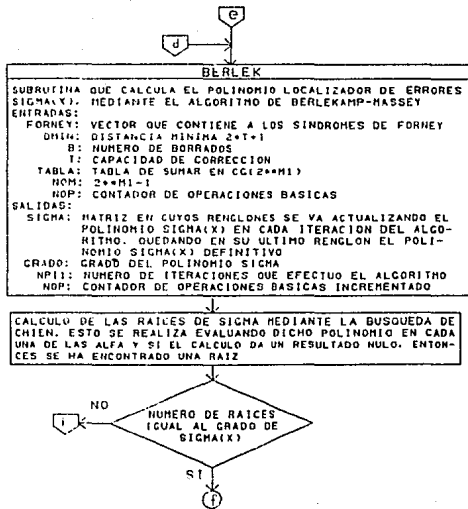 e
d
BERLEK
SUBRUTINA QUE CALCULA EL POLINOMIO LOCALIZADOR DE ERRORES
SIGMA(X), MEDIANTE EL ALGORITMO DE BERLEKAMP-MASSEY
ENTRADAS:
FORNEY: VECTOR QUE CONTIENE A LOS SINDROMES DE FORNEY
DMIN: DISTANCIA MINIMA 2*T+1
B: NUMERO DE BORRADOS
T: CAPACIDAD DE CORRECCION
TABLA: TABLA DE SUMAR EN CG(2**M1)
NOM: 2**M1-1
NOP: CONTADOR DE OPERACIONES BASICAS
SALIDAS:
SIGMA: MATRIZ EN CUYOS RENGLONES SE VA ACTUALIZANDO EL
POLINOMIO SIGMA(X) EN CADA ITERACION DEL ALGO-
RITMO, QUEDANDO EN SU ULTIMO RENGLON EL POLI-
NOMIO SIGMA(X) DEFINITIVO
GRADO: GRADO DEL POLINOMIO SIGMA
NPI1: NUMERO DE ITERACIONES QUE EFECTUO EL ALGORITMO
NOP: CONTADOR DE OPERACIONES BASICAS INCREMENTADO
CALCULO DE LAS RAICES DE SIGMA MEDIANTE LA BUSQUEDA DE
CHIEN. ESTO SE REALIZA EVALUANDO DICHO POLINOMIO EN CADA
UNA DE LAS ALFA Y SI EL CALCULO DA UN RESULTADO NULO, ENTON-
CES SE HA ENCONTRADO UNA RAIZ
NO
NUMERO DE RAICES
IGUAL AL GRADO DE
SIGMA(X)
i
SI
f